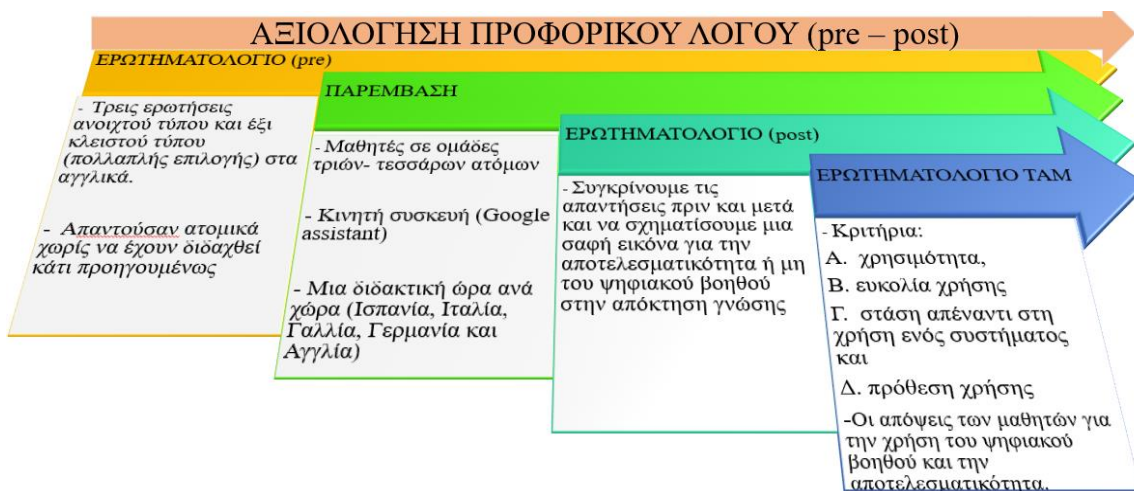 ΑΞΙΟΛΟΓΗΣΗ ΠΡΟΦΟΡΙΚΟΥ ΛΟΓΟΥ (pre – post)
ΕΡΩΤΗΜΑΤΟΛΟΓΙΟ (pre)
- Τρεις ερωτήσεις
ανοιχτού τύπου και έξι
κλειστού τύπου
(πολλαπλής επιλογής) στα
αγγλικά.
- Απαντούσαν ατομικά
χωρίς να έχουν διδαχθεί
κάτι προηγουμένως
ΠΑΡΕΜΒΑΣΗ
- Μαθητές σε ομάδες
τριών- τεσσάρων ατόμων
- Κινητή συσκευή (Google
assistant)
- Μια διδακτική ώρα ανά
χώρα (Ισπανία, Ιταλία,
Γαλλία, Γερμανία και
Αγγλία)
ΕΡΩΤΗΜΑΤΟΛΟΓΙΟ (post)
- Συγκρίνουμε τις
απαντήσεις πριν και μετά
και να σχηματίσουμε μια
σαφή εικόνα για την
αποτελεσματικότητα ή μη
του ψηφιακού βοηθού
στην απόκτηση γνώσης
ΕΡΩΤΗΜΑΤΟΛΟΓΙΟ ΤΑΜ
- Κριτήρια:
Α. χρησιμότητα,
Β. ευκολία χρήσης
Γ. στάση απέναντι στη
χρήση ενός συστήματος
και
Δ. πρόθεση χρήσης
-Οι απόψεις των μαθητών για
την χρήση του ψηφιακού
βοηθού και την
αποτελεσματικότητα.